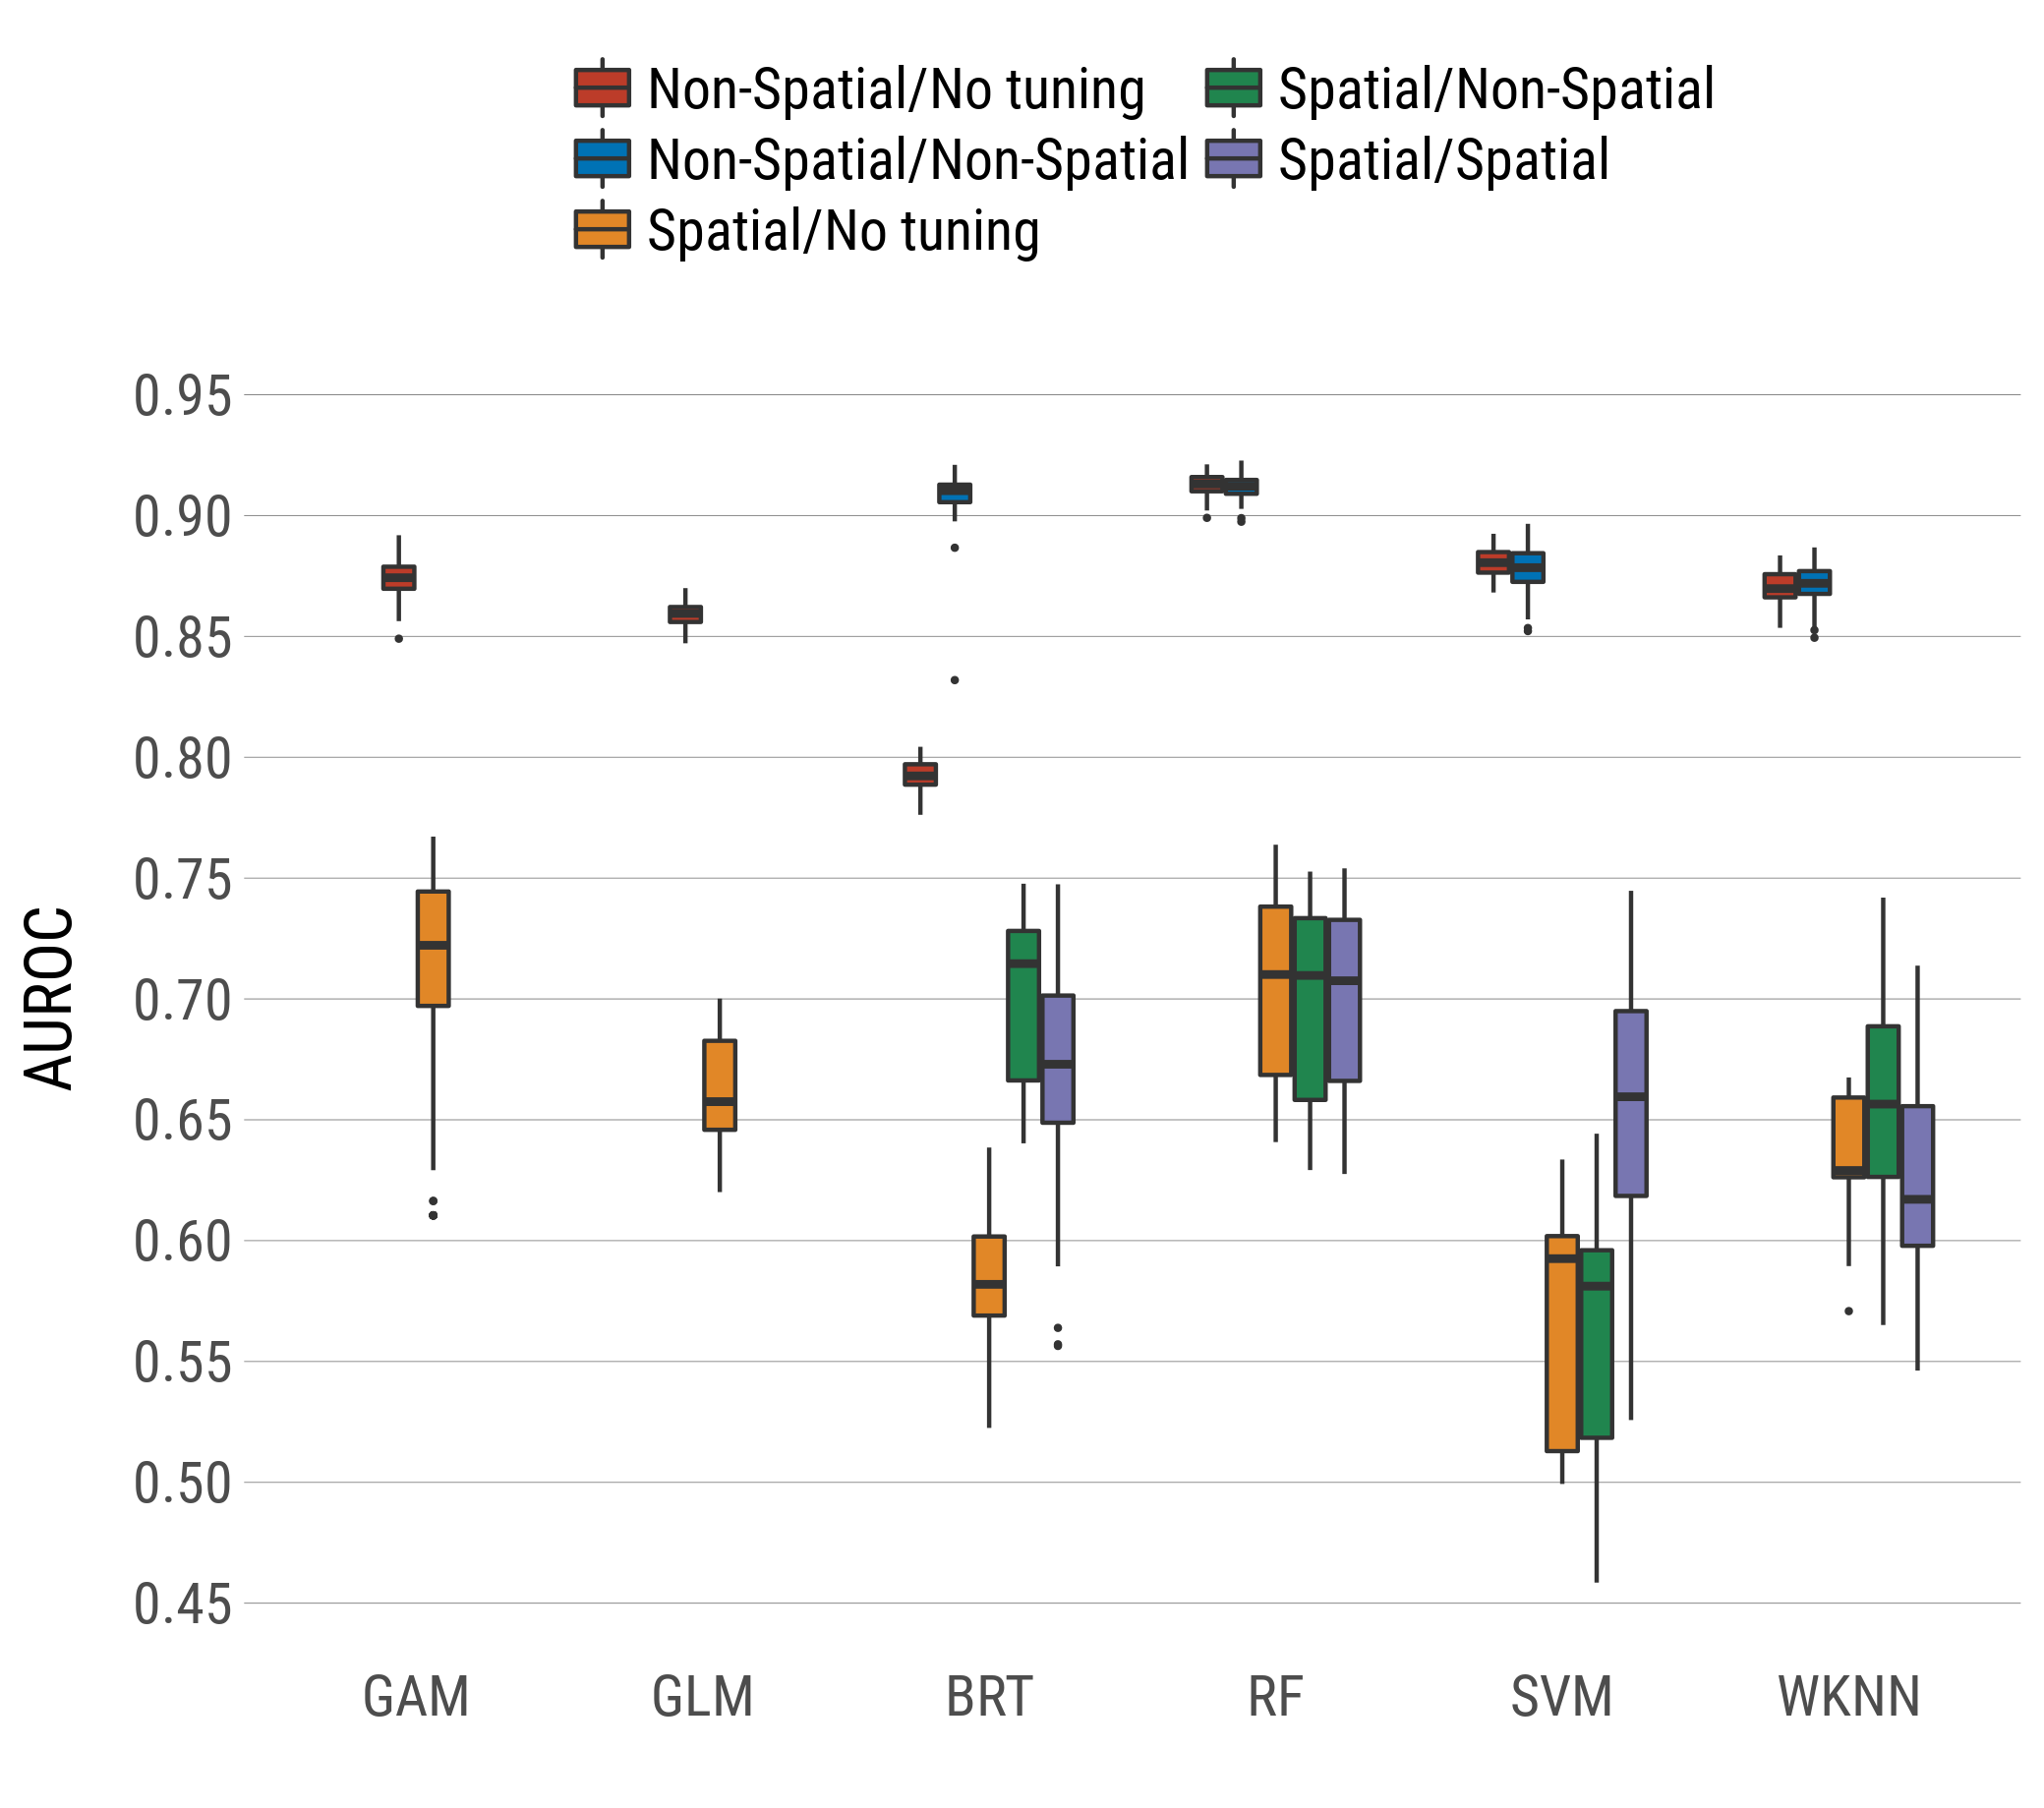 Non-Spatial/No tuning Spatial/Non-Spatial
Non-Spatial/Non-Spatial Spatial/Spatial
Spatial/No tuning
0.95
0.90
0.85
0.80
0.75
0.70
0.65
0.60
0.55
0.50
0.45
AUROC
GAM GLM BRT RF SVM WKNN